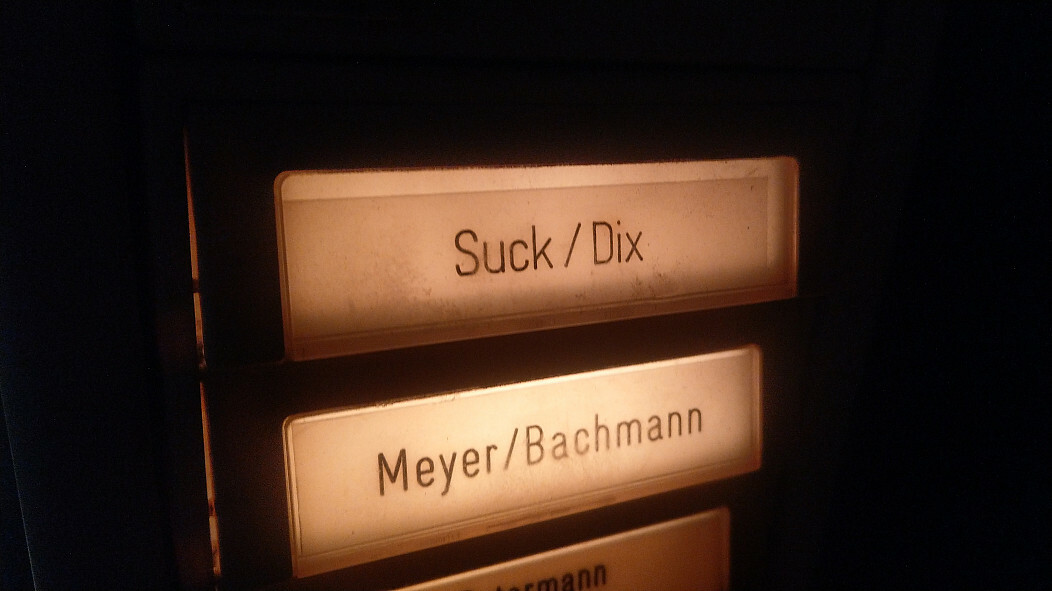 Suck / Dix
Meyer/Bachmann